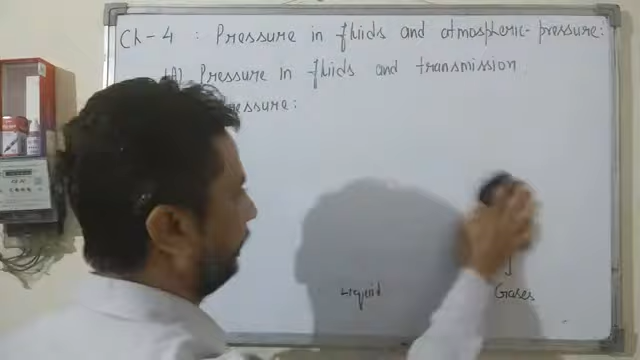 Ch-4 : Pressure in fluids and atmospheric-pressure:
(A) Pressure in fluids and transmission
ressure:
Liquid
Gases